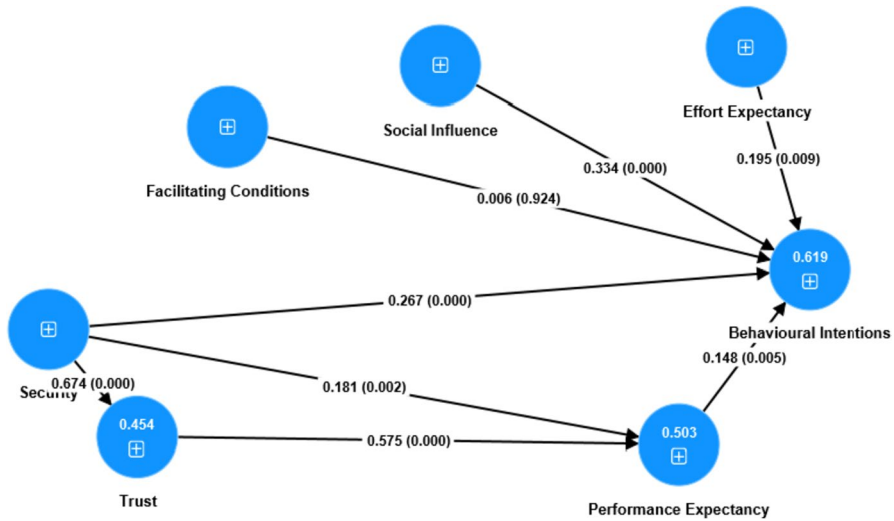 Effort Expectancy
Social Influence
0.195 (0.009)
0.334 (0.000)
Facilitating Conditions
0.006 (0.924)
0.619
0.267 (0.000)
Behavioural Intentions
0.148 (0.005)
Security
0.674 (0.000)
0.181 (0.002)
0.454
0.575 (0.000)
0.503
Trust
Performance Expectancy